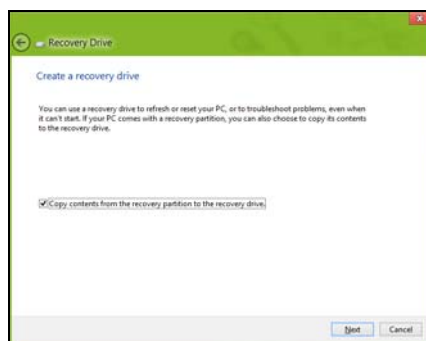 Recovery Drive
Create a recovery drive
You can use a recovery drive to refresh or reset your PC, or to troubleshoot problems, even when
it can't start. If your PC comes with a recovery partition, you can also choose to copy its contents
to the recovery drive.
Copy contents from the recovery partition to the recovery drive.
Next Cancel